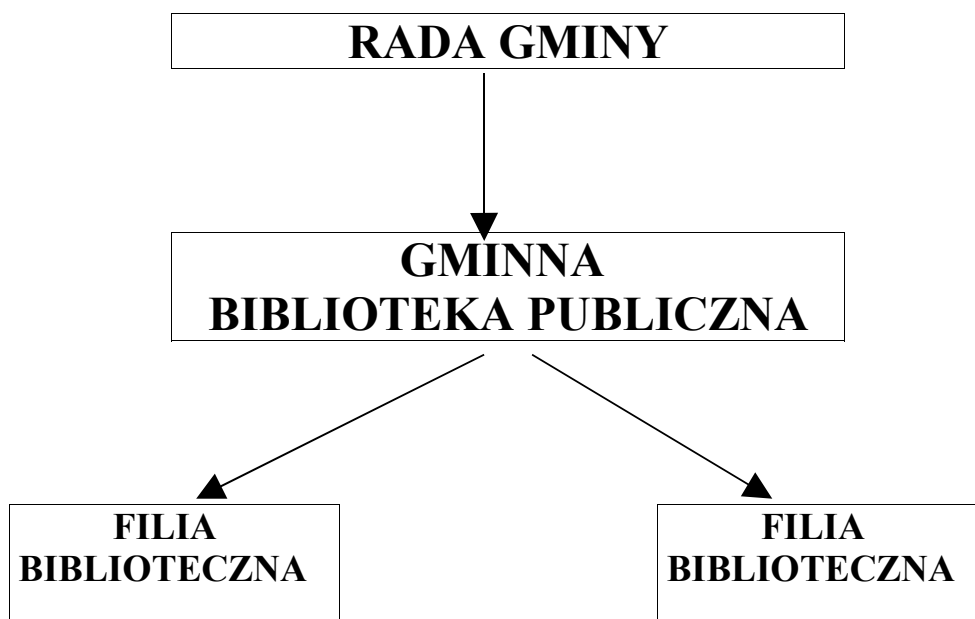 RADA GMINY
GMINNA
BIBLIOTEKA PUBLICZNA
FILIA
BIBLIOTECZNA
FILIA
BIBLIOTECZNA